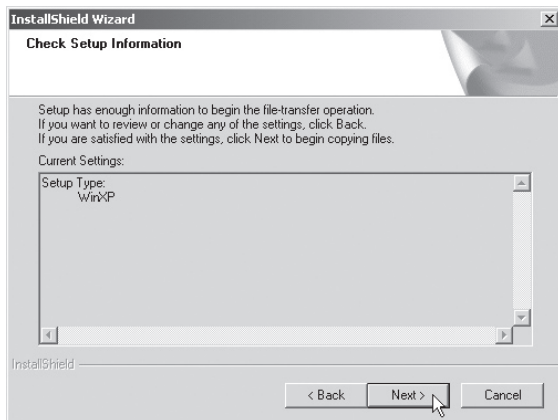 InstallShield Wizard
Check Setup Information
Setup has enough information to begin the file-transfer operation.
If you want to review or change any of the settings, click Back.
If you are satisfied with the settings, click Next to begin copying files.
Current Settings:
Setup Type:
WinXP
InstallShield
< Back
Next >
Cancel